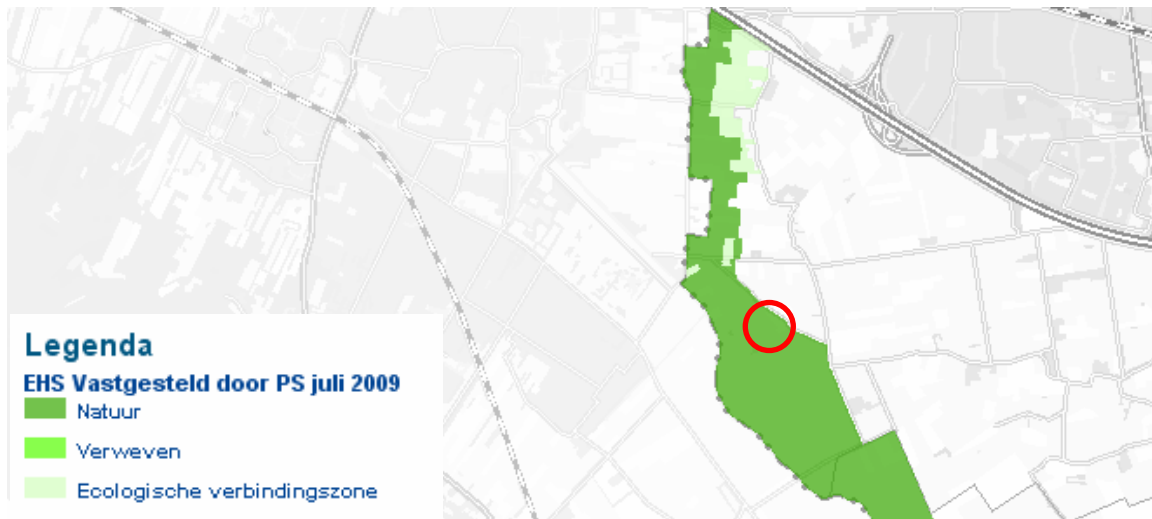 Legenda
EHS Vastgesteld door PS juli 2009
Natuur
Verweven
Ecologische verbindingszone